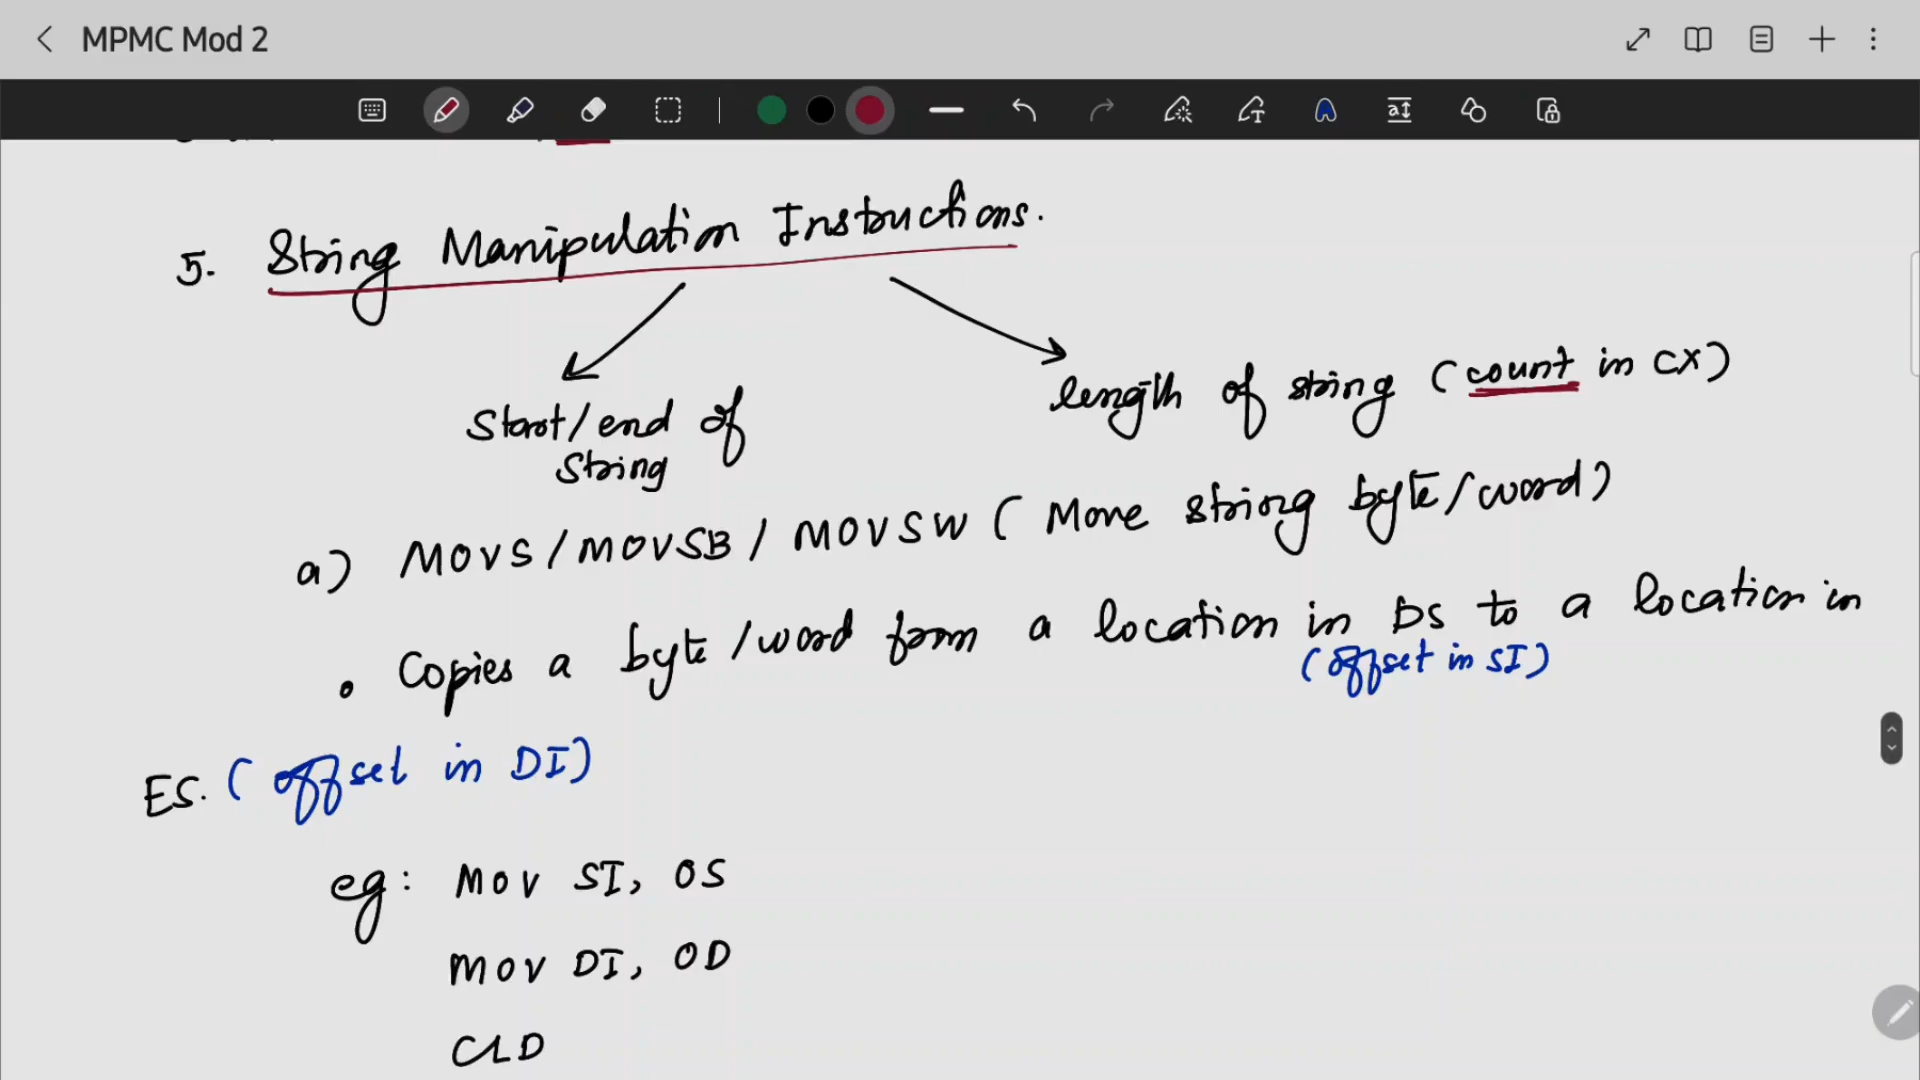 MPMC Mod 2
5. String Manipulation Instructions.
Start/end of
String
length of string (count in CX)
a) MOVS/MOVSB/MOVSW (Move string byte/word)
• Copies a byte/word from a location in DS to a location in
(offset in SI)
ES. (offset in DI)
eg: MOV SI, OS
MOV DI, OD
CLD